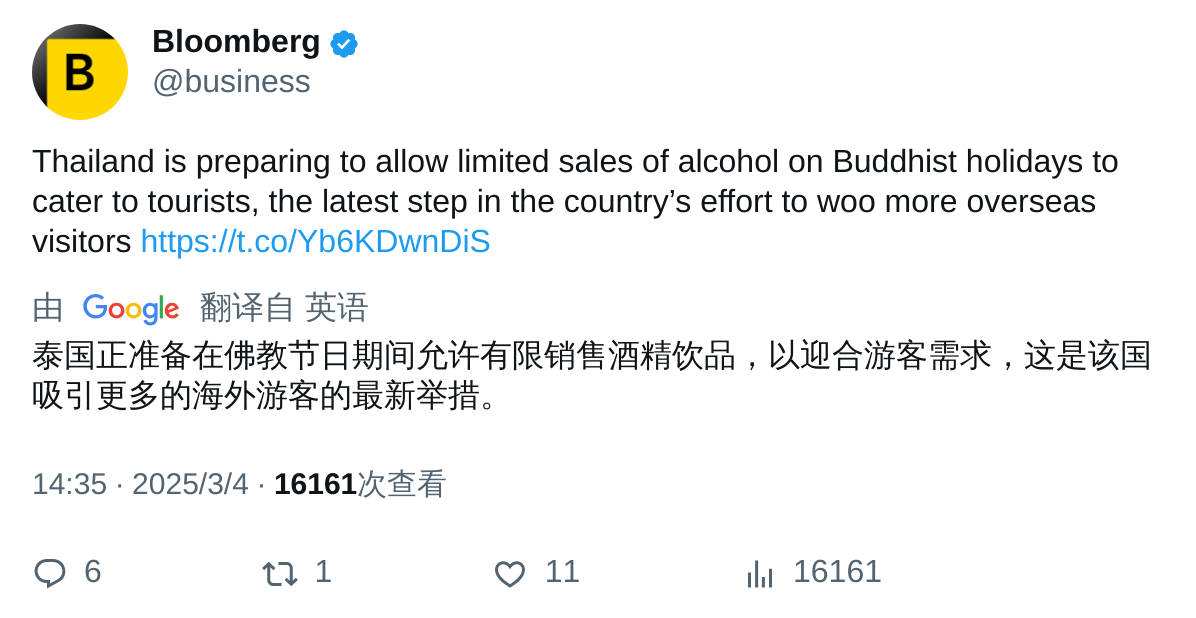 B
Bloomberg
@business
Thailand is preparing to allow limited sales of alcohol on Buddhist holidays to
cater to tourists, the latest step in the country’s effort to woo more overseas
visitors https://t.co/Yb6KDwnDiS
由 Google 翻译自 英语
泰国正准备在佛教节日期间允许有限销售酒精饮品，以迎合游客需求，这是该国
吸引更多的海外游客的最新举措。
14:35 · 2025/3/4 · 16161次查看
6 1 11 16161